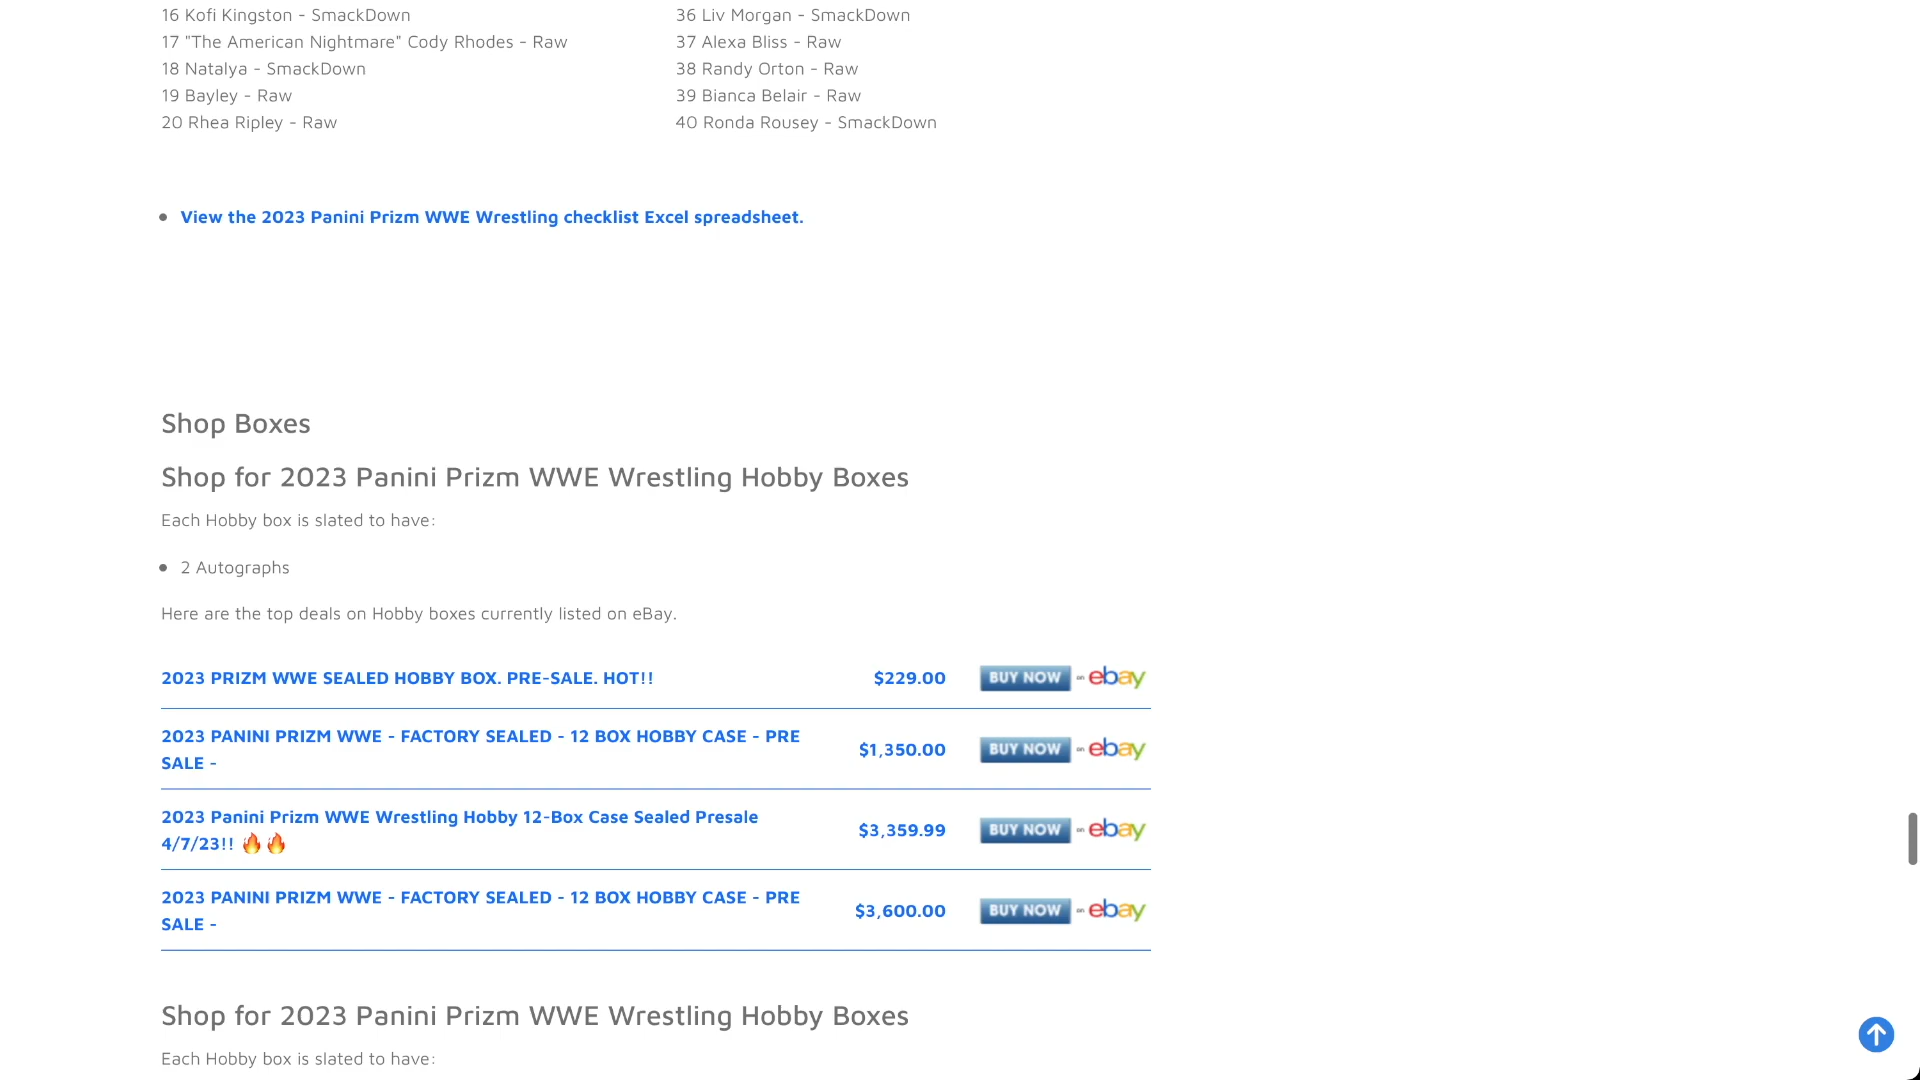 16 Kofi Kingston - SmackDown
17 "The American Nightmare" Cody Rhodes - Raw
18 Natalya - SmackDown
19 Bayley - Raw
20 Rhea Ripley - Raw
36 Liv Morgan - SmackDown
37 Alexa Bliss - Raw
38 Randy Orton - Raw
39 Bianca Belair - Raw
40 Ronda Rousey - SmackDown
View the 2023 Panini Prizm WWE Wrestling checklist Excel spreadsheet.
Shop Boxes
Shop for 2023 Panini Prizm WWE Wrestling Hobby Boxes
Each Hobby box is slated to have:
2 Autographs
Here are the top deals on Hobby boxes currently listed on eBay.
2023 PRIZM WWE SEALED HOBBY BOX. PRE-SALE. HOT!! $229.00 BUY NOW on ebay
2023 PANINI PRIZM WWE - FACTORY SEALED - 12 BOX HOBBY CASE - PRE
SALE - $1,350.00 BUY NOW on ebay
2023 Panini Prizm WWE Wrestling Hobby 12-Box Case Sealed Presale
4/7/23!! 🔥🔥 $3,359.99 BUY NOW on ebay
2023 PANINI PRIZM WWE - FACTORY SEALED - 12 BOX HOBBY CASE - PRE
SALE - $3,600.00 BUY NOW on ebay
Shop for 2023 Panini Prizm WWE Wrestling Hobby Boxes
Each Hobby box is slated to have: